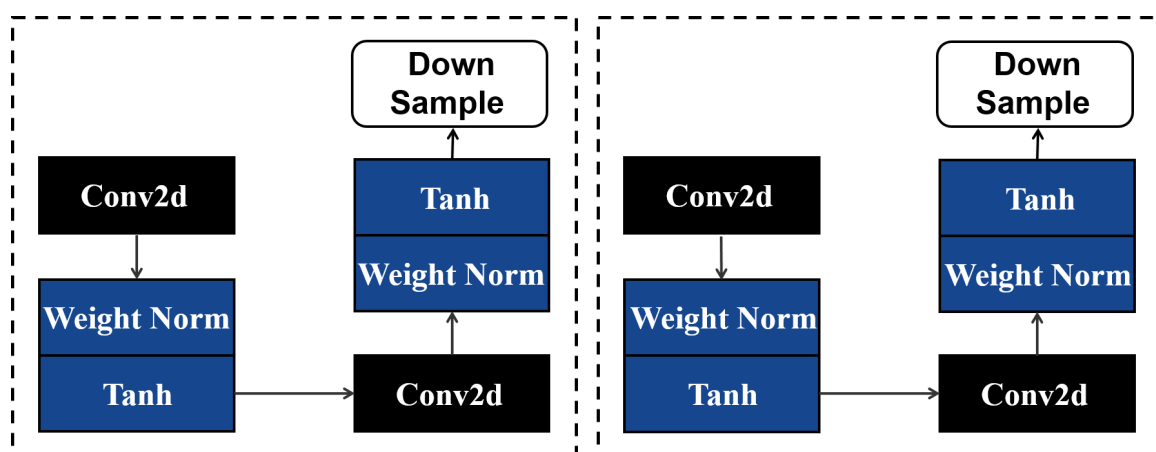 Conv2d
Weight Norm
Tanh
Conv2d
Weight Norm
Tanh
Down
Sample
Conv2d
Weight Norm
Tanh
Conv2d
Weight Norm
Tanh
Down
Sample